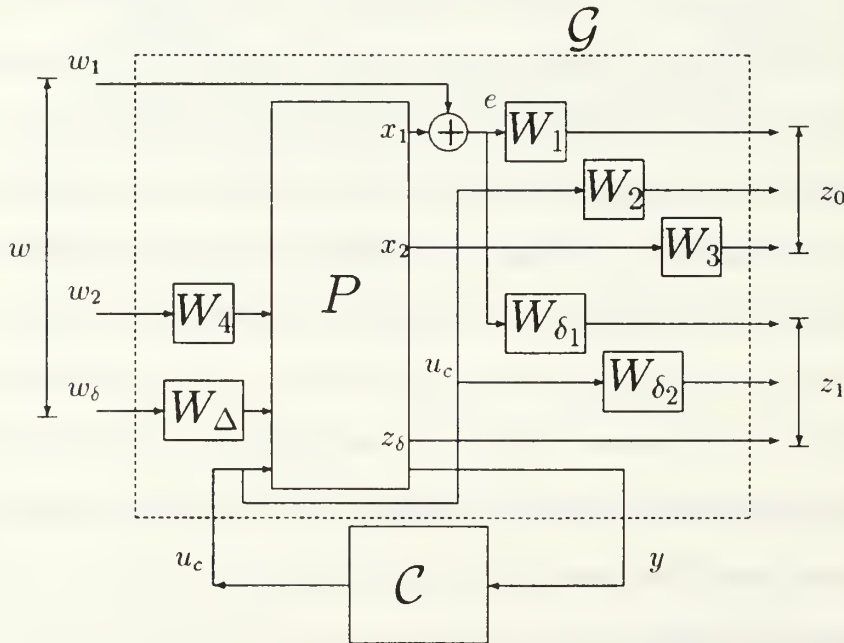 𝒢
w₁
e
x₁
+
W₁
W₂
z₀
w
x₂
W₃
P
w₂
W₄
W_δ₁
u_c
W_δ₂
z₁
w_δ
W_Δ
z_δ
u_c
𝒞
y